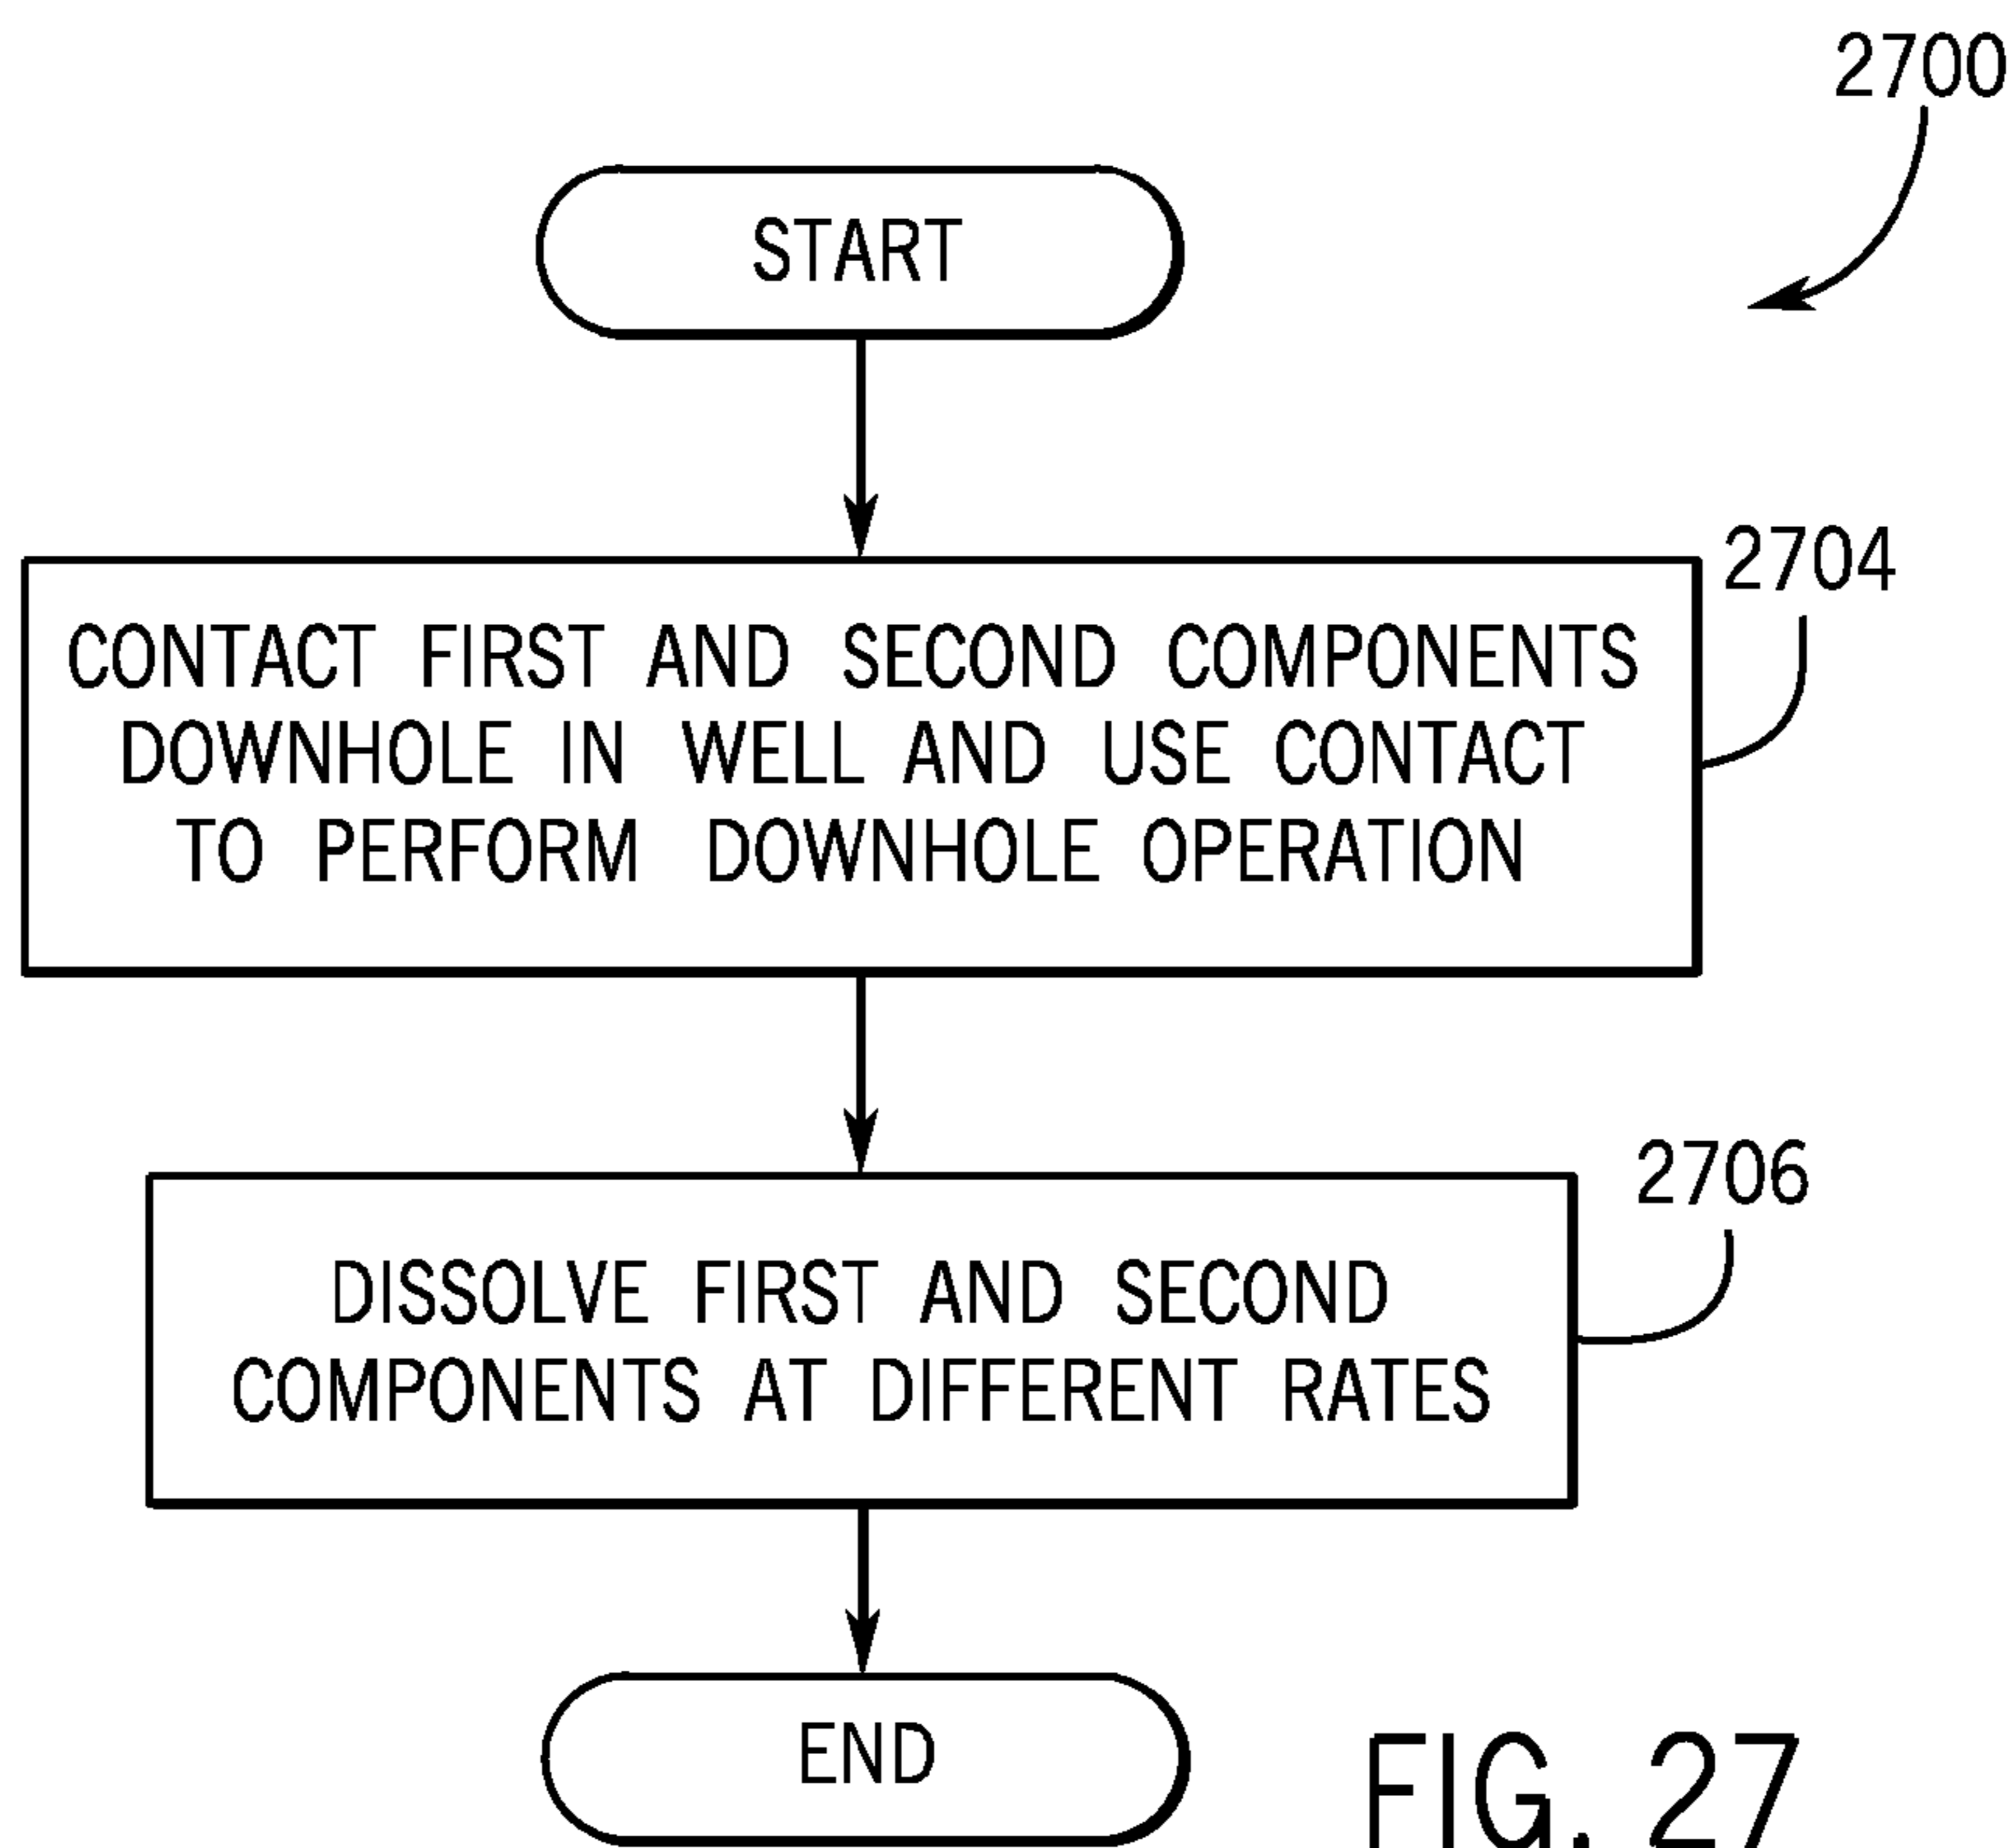 2700
START
2704
CONTACT FIRST AND SECOND COMPONENTS
DOWNHOLE IN WELL AND USE CONTACT
TO PERFORM DOWNHOLE OPERATION
2706
DISSOLVE FIRST AND SECOND
COMPONENTS AT DIFFERENT RATES
END
FIG. 27